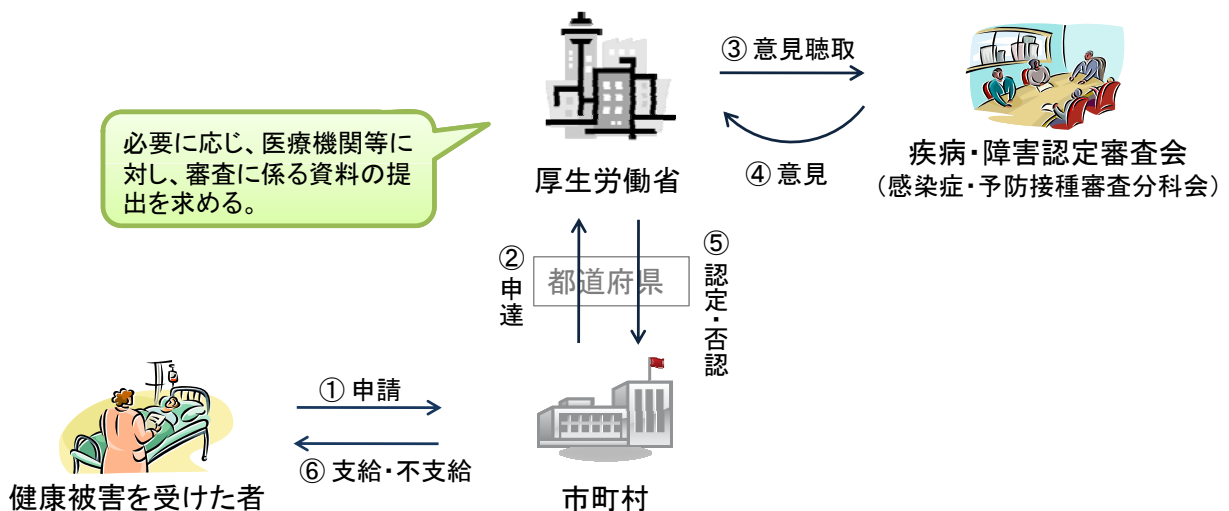 ③ 意見聴取
必要に応じ、医療機関等に
対し、審査に係る資料の提
出を求める。
厚生労働省
④ 意見
疾病・障害認定審査会
（感染症・予防接種審査分科会）
②申達
都道府県
⑤認定・否認
① 申請
⑥ 支給・不支給
健康被害を受けた者
市町村